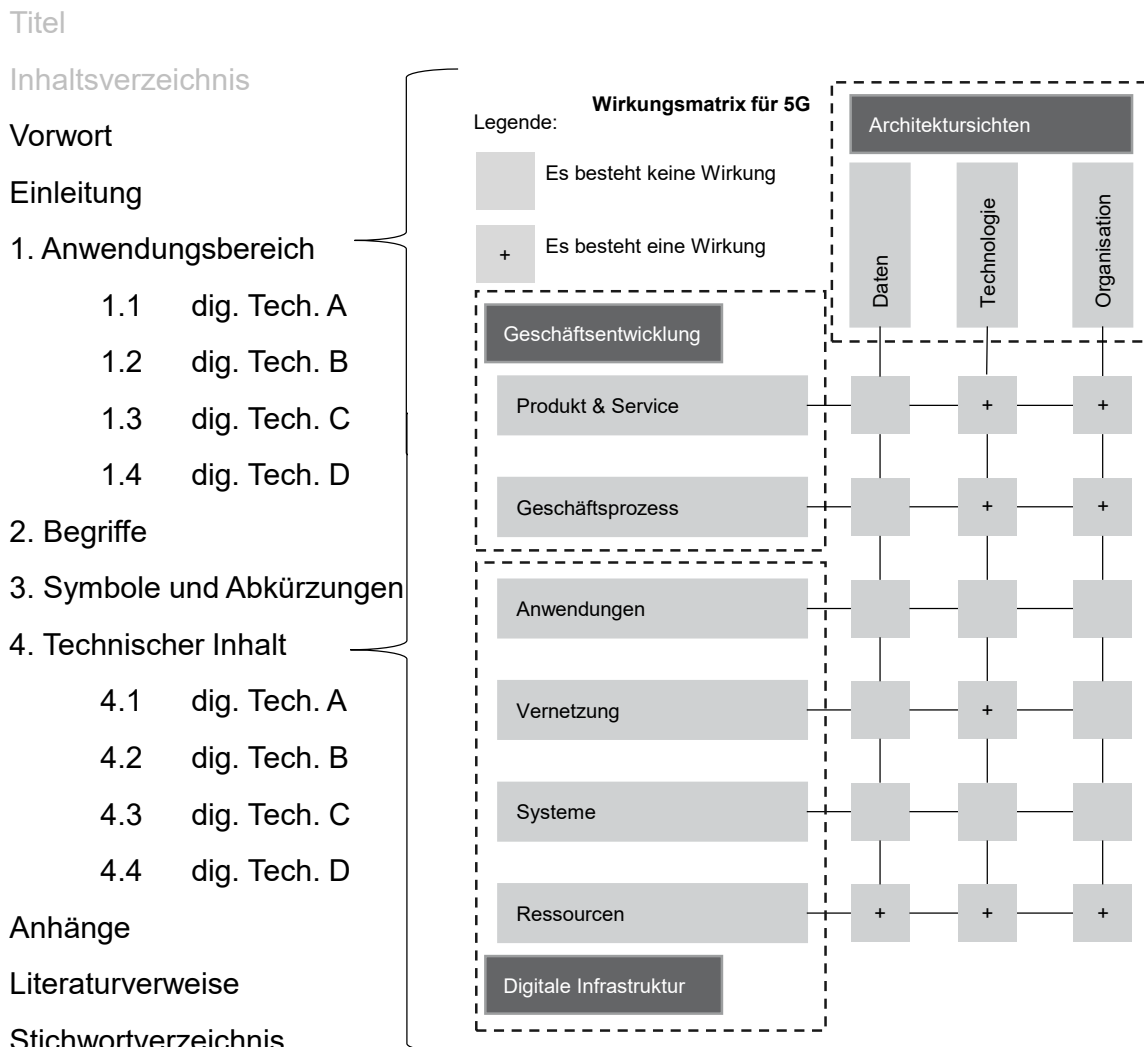 Titel
Inhaltsverzeichnis
Vorwort
Einleitung
1. Anwendungsbereich
1.1 dig. Tech. A
1.2 dig. Tech. B
1.3 dig. Tech. C
1.4 dig. Tech. D
2. Begriffe
3. Symbole und Abkürzungen
4. Technischer Inhalt
4.1 dig. Tech. A
4.2 dig. Tech. B
4.3 dig. Tech. C
4.4 dig. Tech. D
Anhänge
Literaturverweise
Stichwortverzeichnis
Wirkungsmatrix für 5G
Legende:
Es besteht keine Wirkung
+ Es besteht eine Wirkung
Architektursichten
Daten
Technologie
Organisation
Geschäftsentwicklung
Produkt & Service + +
Geschäftsprozess + +
Anwendungen
Vernetzung +
Systeme
Ressourcen + + +
Digitale Infrastruktur